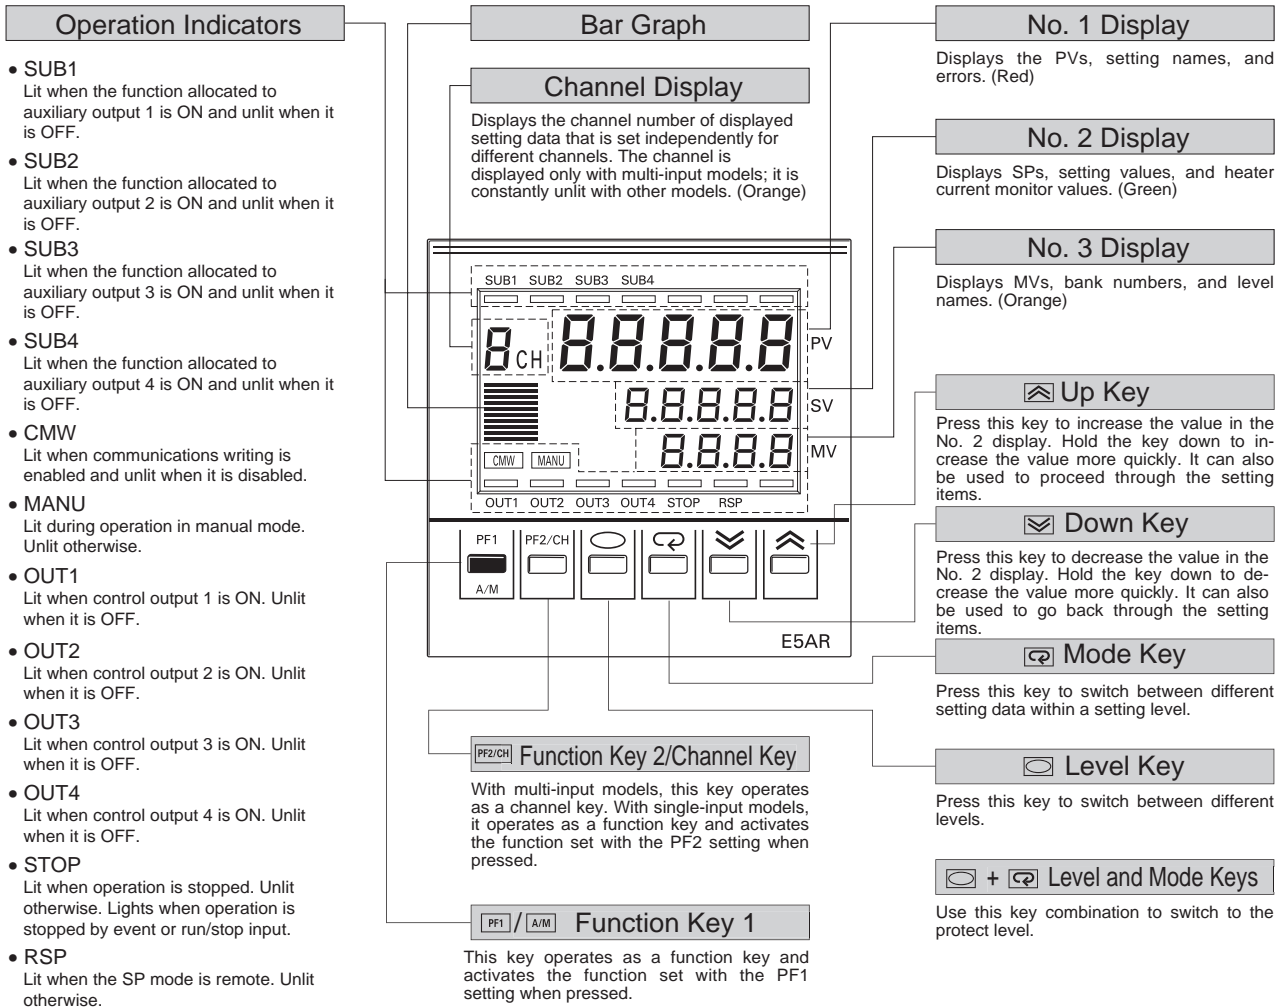 Operation Indicators
• SUB1
Lit when the function allocated to
auxiliary output 1 is ON and unlit when it
is OFF.
• SUB2
Lit when the function allocated to
auxiliary output 2 is ON and unlit when it
is OFF.
• SUB3
Lit when the function allocated to
auxiliary output 3 is ON and unlit when it
is OFF.
• SUB4
Lit when the function allocated to
auxiliary output 4 is ON and unlit when it
is OFF.
• CMW
Lit when communications writing is
enabled and unlit when it is disabled.
• MANU
Lit during operation in manual mode.
Unlit otherwise.
• OUT1
Lit when control output 1 is ON. Unlit
when it is OFF.
• OUT2
Lit when control output 2 is ON. Unlit
when it is OFF.
• OUT3
Lit when control output 3 is ON. Unlit
when it is OFF.
• OUT4
Lit when control output 4 is ON. Unlit
when it is OFF.
• STOP
Lit when operation is stopped. Unlit
otherwise. Lights when operation is
stopped by event or run/stop input.
• RSP
Lit when the SP mode is remote. Unlit
otherwise.
Bar Graph
Channel Display
Displays the channel number of displayed
setting data that is set independently for
different channels. The channel is
displayed only with multi-input models; it is
constantly unlit with other models. (Orange)
SUB1 SUB2 SUB3 SUB4
8 CH 8.8.8.8.8 PV
8.8.8.8.8 SV
8.8.8.8 MV
CMW MANU
OUT1 OUT2 OUT3 OUT4 STOP RSP
PF1 PF2/CH
A/M
E5AR
PF2/CH Function Key 2/Channel Key
With multi-input models, this key operates
as a channel key. With single-input models,
it operates as a function key and activates
the function set with the PF2 setting when
pressed.
PF1 / A/M Function Key 1
This key operates as a function key and
activates the function set with the PF1
setting when pressed.
No. 1 Display
Displays the PVs, setting names, and
errors. (Red)
No. 2 Display
Displays SPs, setting values, and heater
current monitor values. (Green)
No. 3 Display
Displays MVs, bank numbers, and level
names. (Orange)
Up Key
Press this key to increase the value in the
No. 2 display. Hold the key down to in-
crease the value more quickly. It can also
be used to proceed through the setting
items.
Down Key
Press this key to decrease the value in the
No. 2 display. Hold the key down to de-
crease the value more quickly. It can also
be used to go back through the setting
items.
Mode Key
Press this key to switch between different
setting data within a setting level.
Level Key
Press this key to switch between different
levels.
+ Level and Mode Keys
Use this key combination to switch to the
protect level.